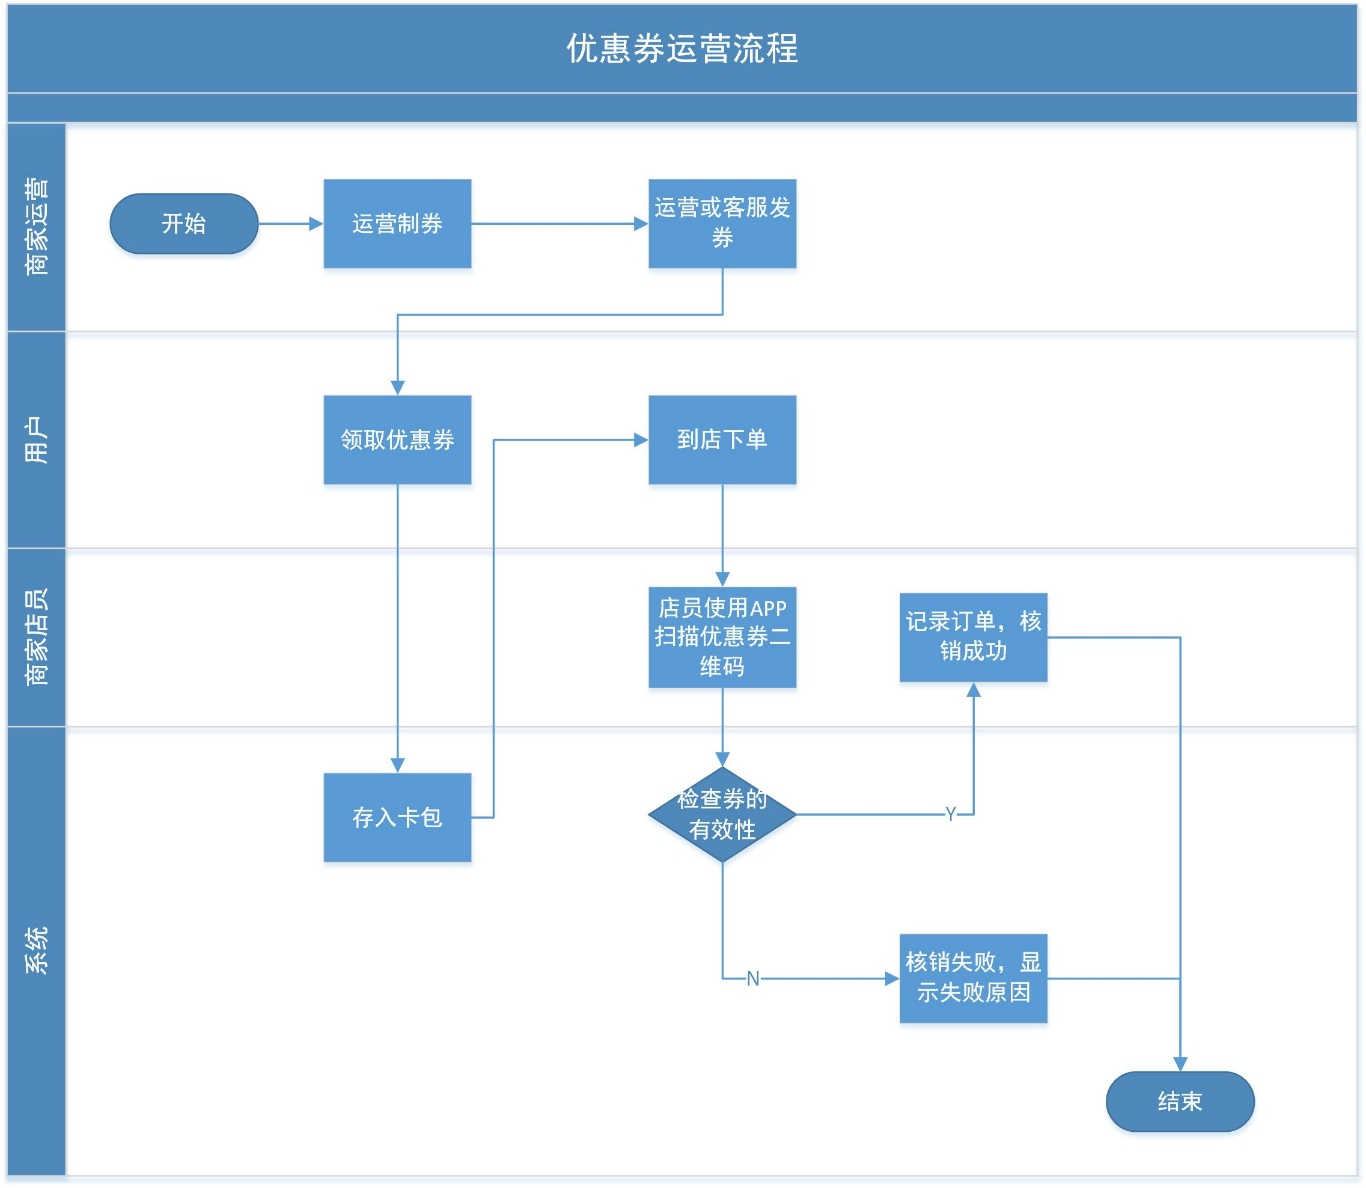 优惠券运营流程
商家运营
开始
运营制券
运营或客服发
券
用户
领取优惠券
到店下单
商家店员
店员使用APP
扫描优惠券二
维码
记录订单，核
销成功
系统
存入卡包
检查券的
有效性
Y
N
核销失败，显
示失败原因
结束